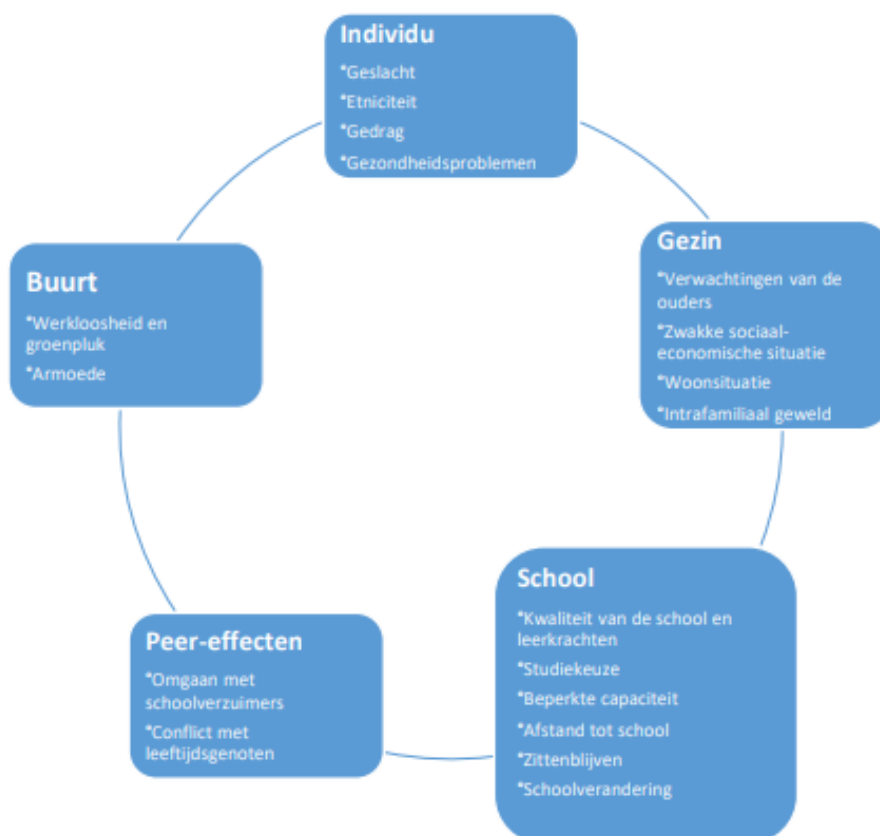 Individu
*Geslacht
*Etniciteit
*Gedrag
*Gezondheidsproblemen
Gezin
*Verwachtingen van de
ouders
*Zwakke sociaal-
economische situatie
*Woonsituatie
*Intrafamiliaal geweld
School
*Kwaliteit van de school en
leerkrachten
*Studiekeuze
*Beperkte capaciteit
*Afstand tot school
*Zittenblijven
*Schoolverandering
Peer-effecten
*Omgaan met
schoolverzuimers
*Conflict met
leeftijdsgenoten
Buurt
*Werkloosheid en
groenpluk
*Armoede